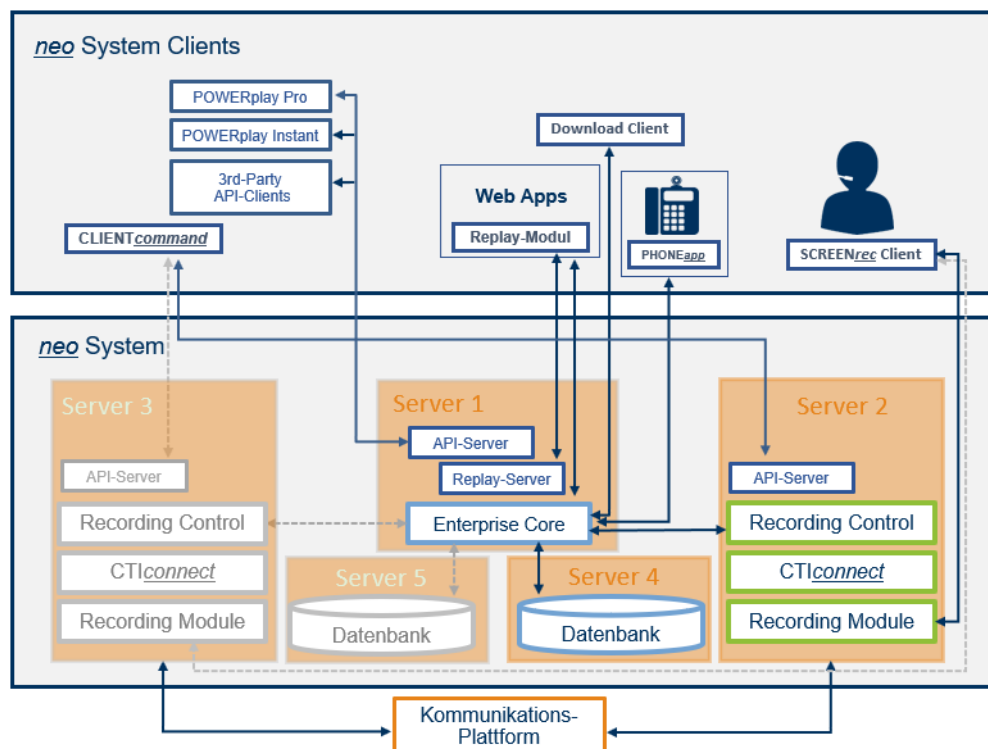 neo System Clients
POWERplay Pro
POWERplay Instant
3rd-Party
API-Clients
CLIENTcommand
Download Client
Web Apps
Replay-Modul
PHONEapp
SCREENrec Client
neo System
Server 3
API-Server
Recording Control
CTIconnect
Recording Module
Server 1
API-Server
Replay-Server
Enterprise Core
Server 5
Datenbank
Server 4
Datenbank
Server 2
API-Server
Recording Control
CTIconnect
Recording Module
Kommunikations-
Plattform